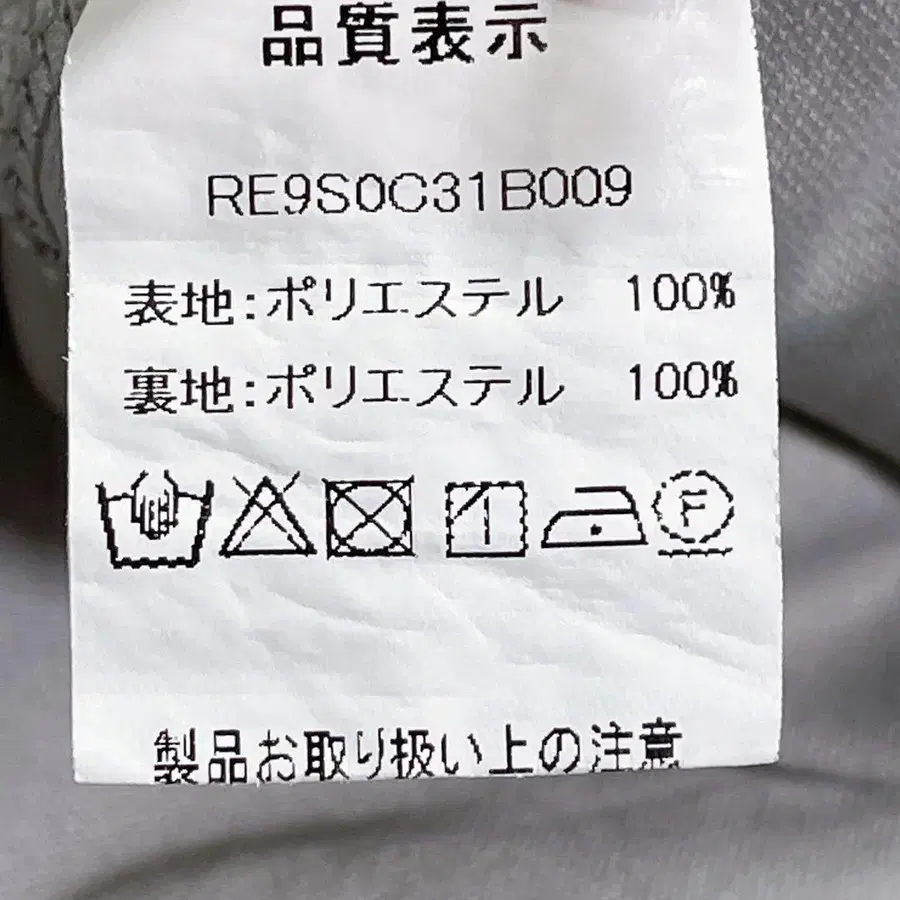 品質表示
RE9S0C31B009
表地:ポリエステル 100%
裏地:ポリエステル 100%
F
製品お取り扱い上の注意